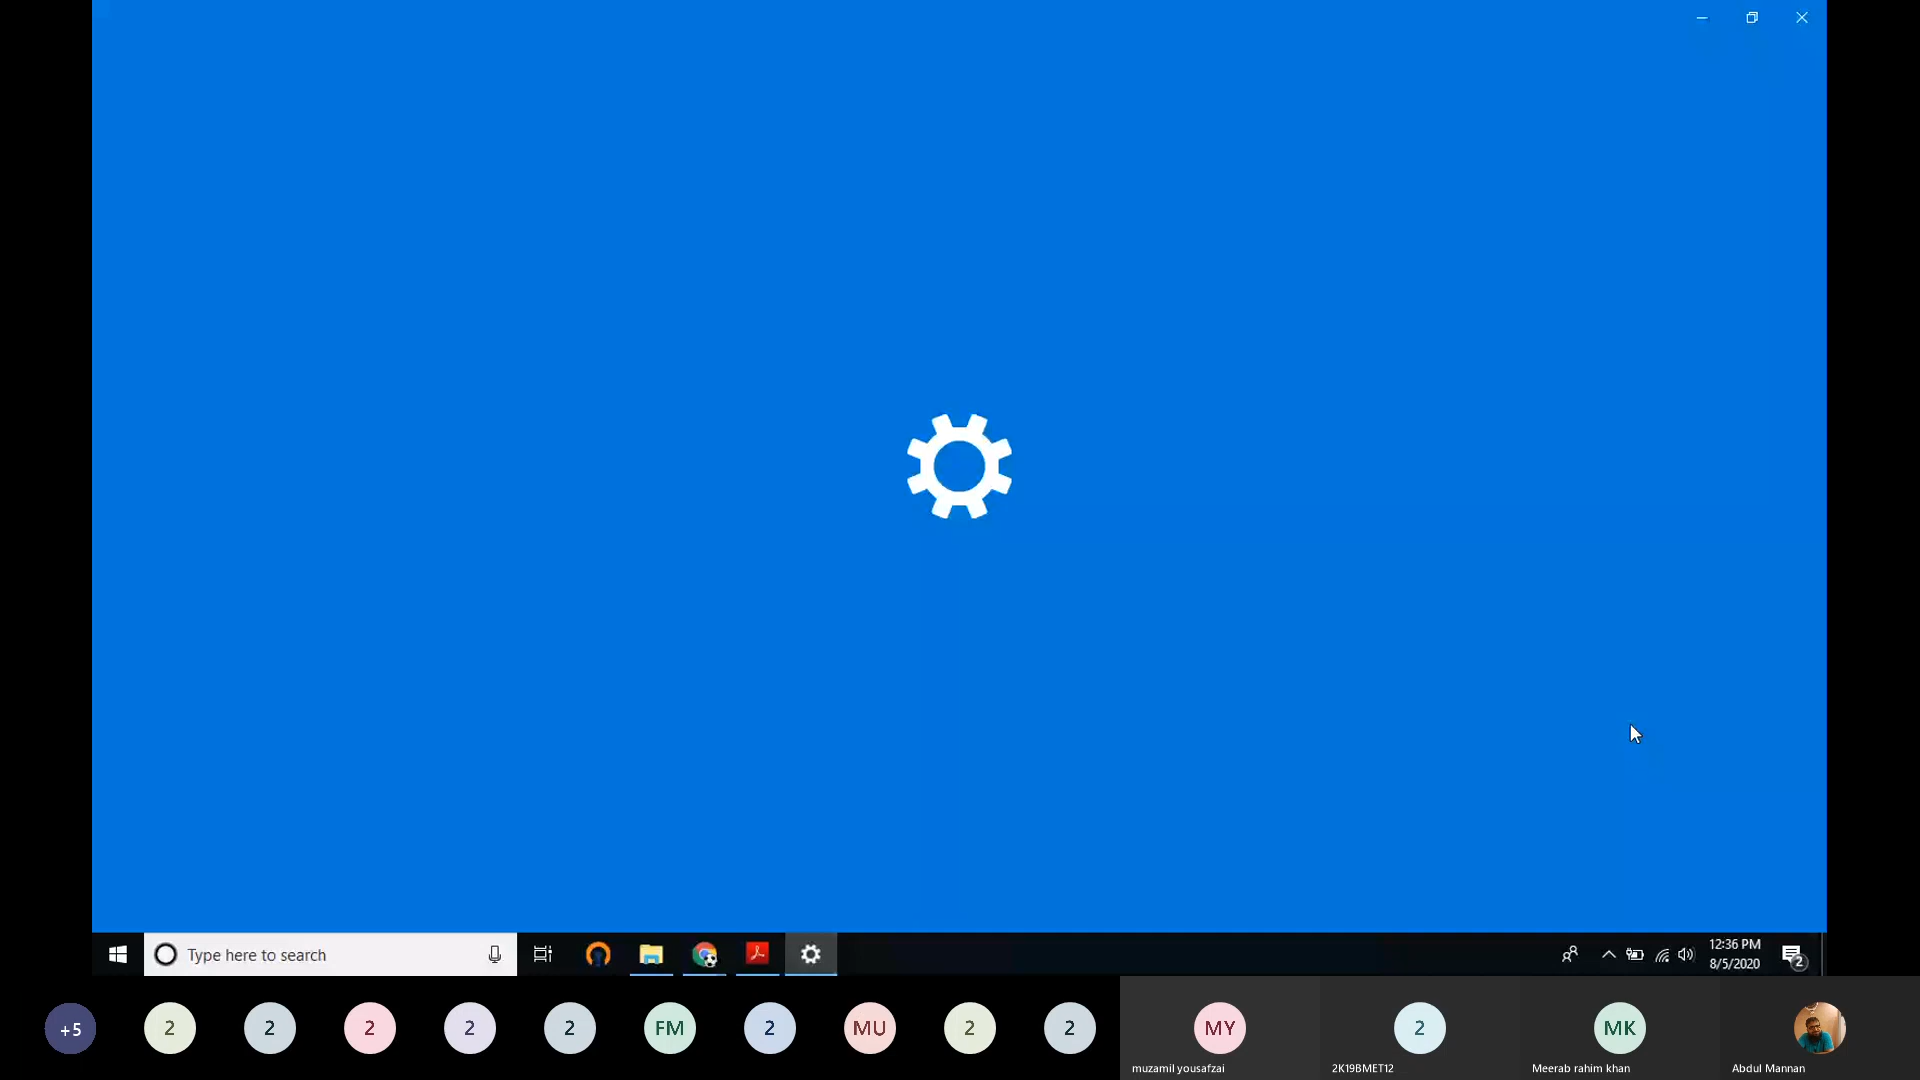 Type here to search
12:36 PM
8/5/2020
2
+5
2
2
2
2
2
FM
2
MU
2
2
MY
2
MK
muzamil yousafzai
2K19BMET12
Meerab rahim khan
Abdul Mannan